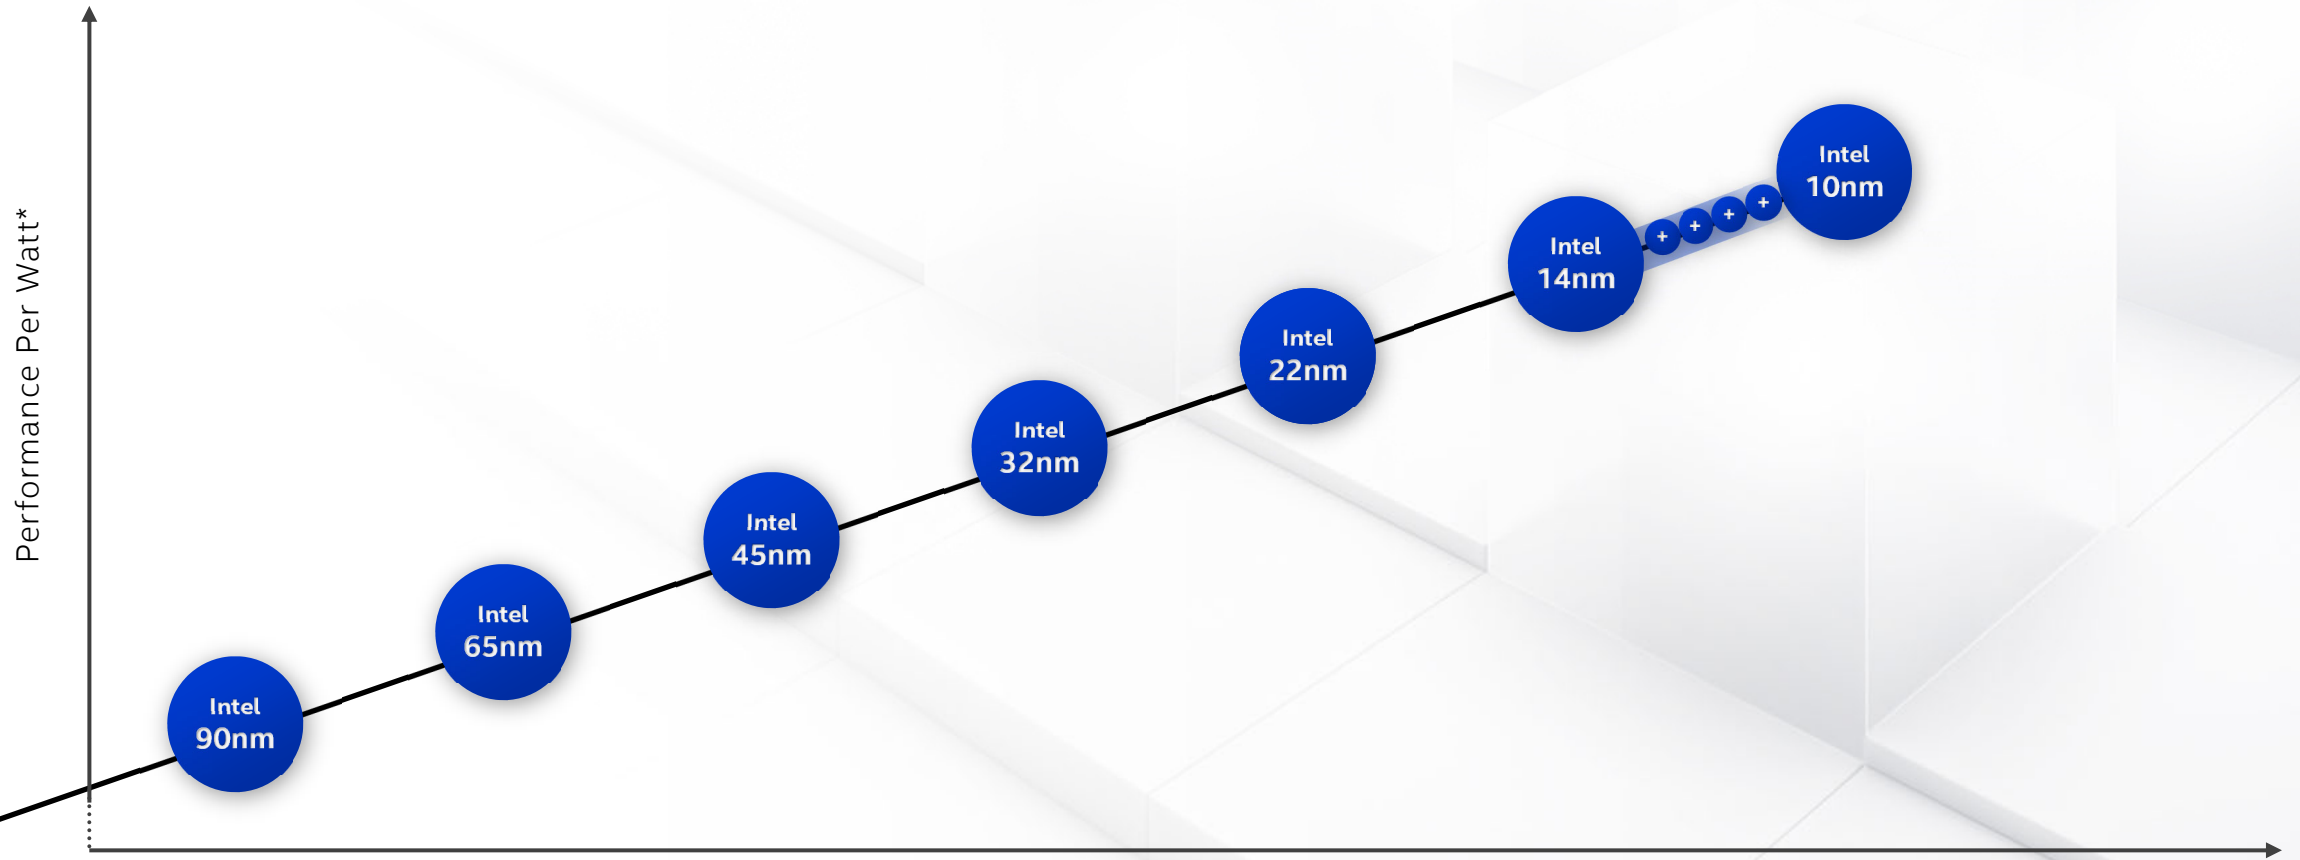 Performance Per Watt*
Intel
90nm
Intel
65nm
Intel
45nm
Intel
32nm
Intel
22nm
Intel
14nm
+ + + +
Intel
10nm